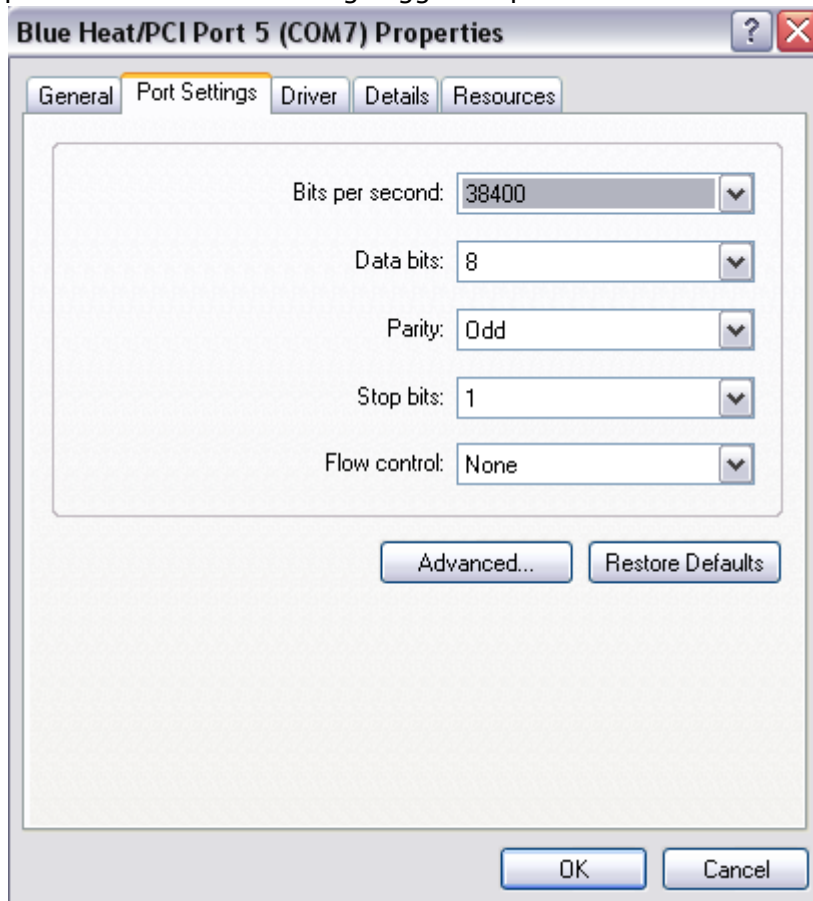 Blue Heat/PCI Port 5 (COM7) Properties
General Port Settings Driver Details Resources
Bits per second: 38400
Data bits: 8
Parity: Odd
Stop bits: 1
Flow control: None
Advanced... Restore Defaults
OK Cancel